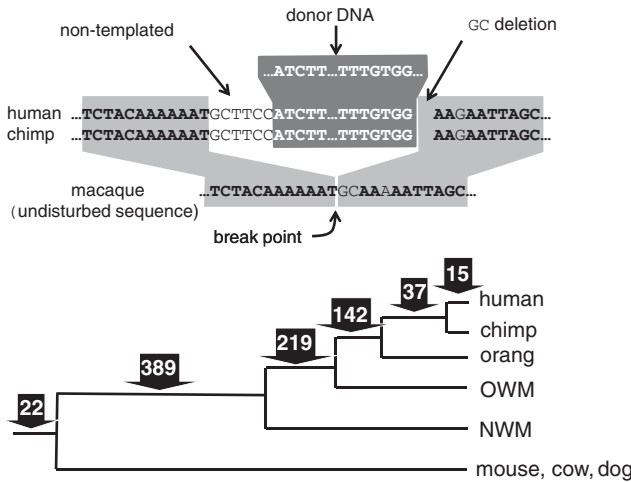 donor DNA
non-templated
GC deletion
...ATCTT...TTTGTGG...
human ...TCTACAAAAAATGCTTCCATCTT...TTTGTGG AAGAATTAGC...
chimp ...TCTACAAAAAATGCTTCCATCTT...TTTGTGG AAGAATTAGC...
macaque ...TCTACAAAAAATGCAAAAATTAGC...
(undisturbed sequence)
break point
15
37
human
142
chimp
219
orang
389
OWM
22
NWM
mouse, cow, dog